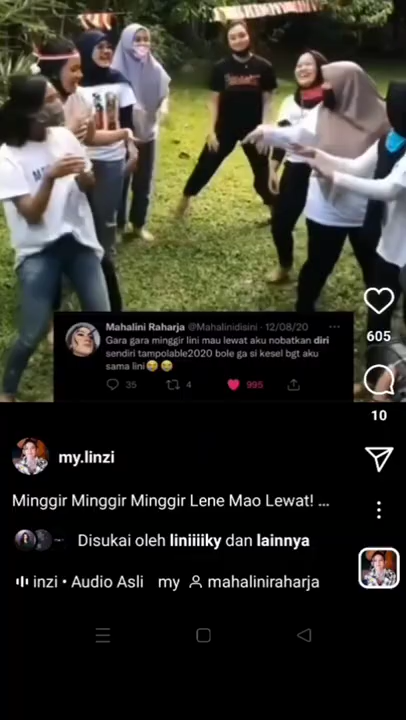 Mahalini Raharja @Mahalinidisini · 12/08/20
Gara gara minggir lini mau lewat aku nobatkan diri
sendiri tampolable2020 bole ga si kesel bgt aku
sama lini😭😭
35 4 995
605
10
my.linzi
Minggir Minggir Minggir Lene Mao Lewat! ...
Disukai oleh liniiiiky dan lainnya
inzi • Audio Asli my mahaliniraharja